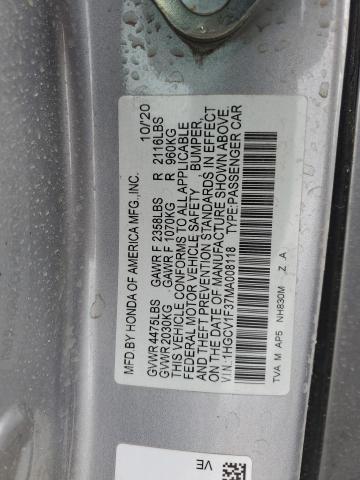 MFD. BY HONDA OF AMERICA MFG.,INC. 10/'20
GVWR 4475LBS GAWR F 2358LBS R 2116LBS
GVWR 2030KG GAWR F 1070KG R 960KG
THIS VEHICLE CONFORMS TO ALL APPLICABLE
FEDERAL MOTOR VEHICLE SAFETY BUMPER,
AND THEFT PREVENTION STANDARDS IN EFFECT
ON THE DATE OF MANUFACTURE SHOWN ABOVE.
V.I.N.:1HGCV1F37MA008118 TYPE:PASSENGER CAR
TVA M AP5 NH830M Z A
VE